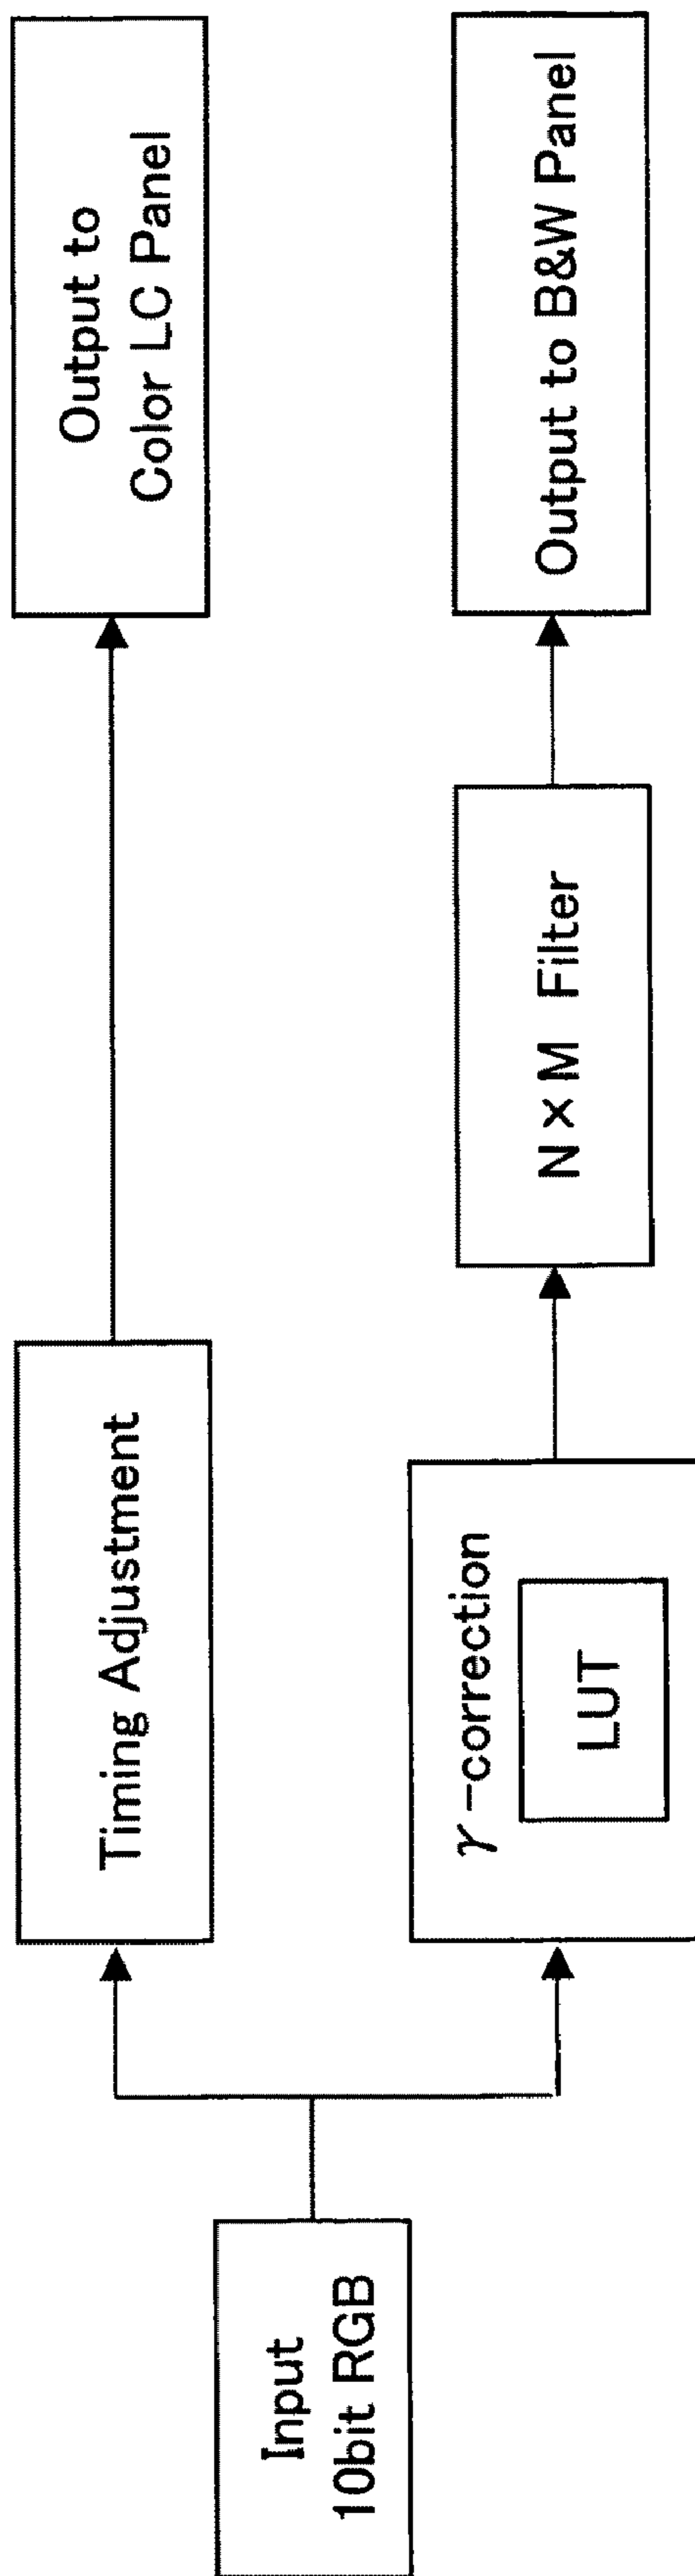 Input
10bit RGB
Timing Adjustment
Output to
Color LC Panel
γ-correction
LUT
N×M Filter
Output to B&W Panel